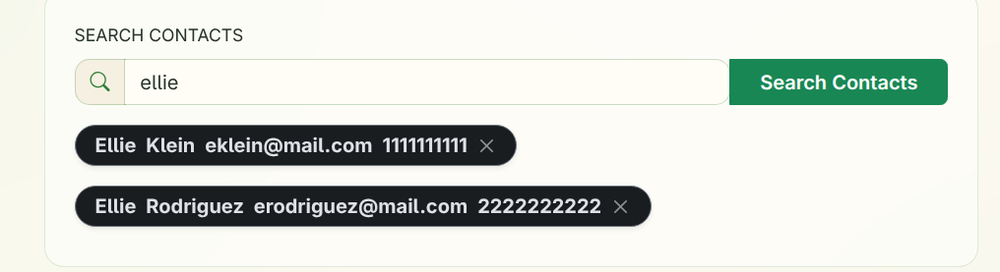 SEARCH CONTACTS
ellie Search Contacts
Ellie Klein eklein@mail.com 1111111111
Ellie Rodriguez erodriguez@mail.com 2222222222